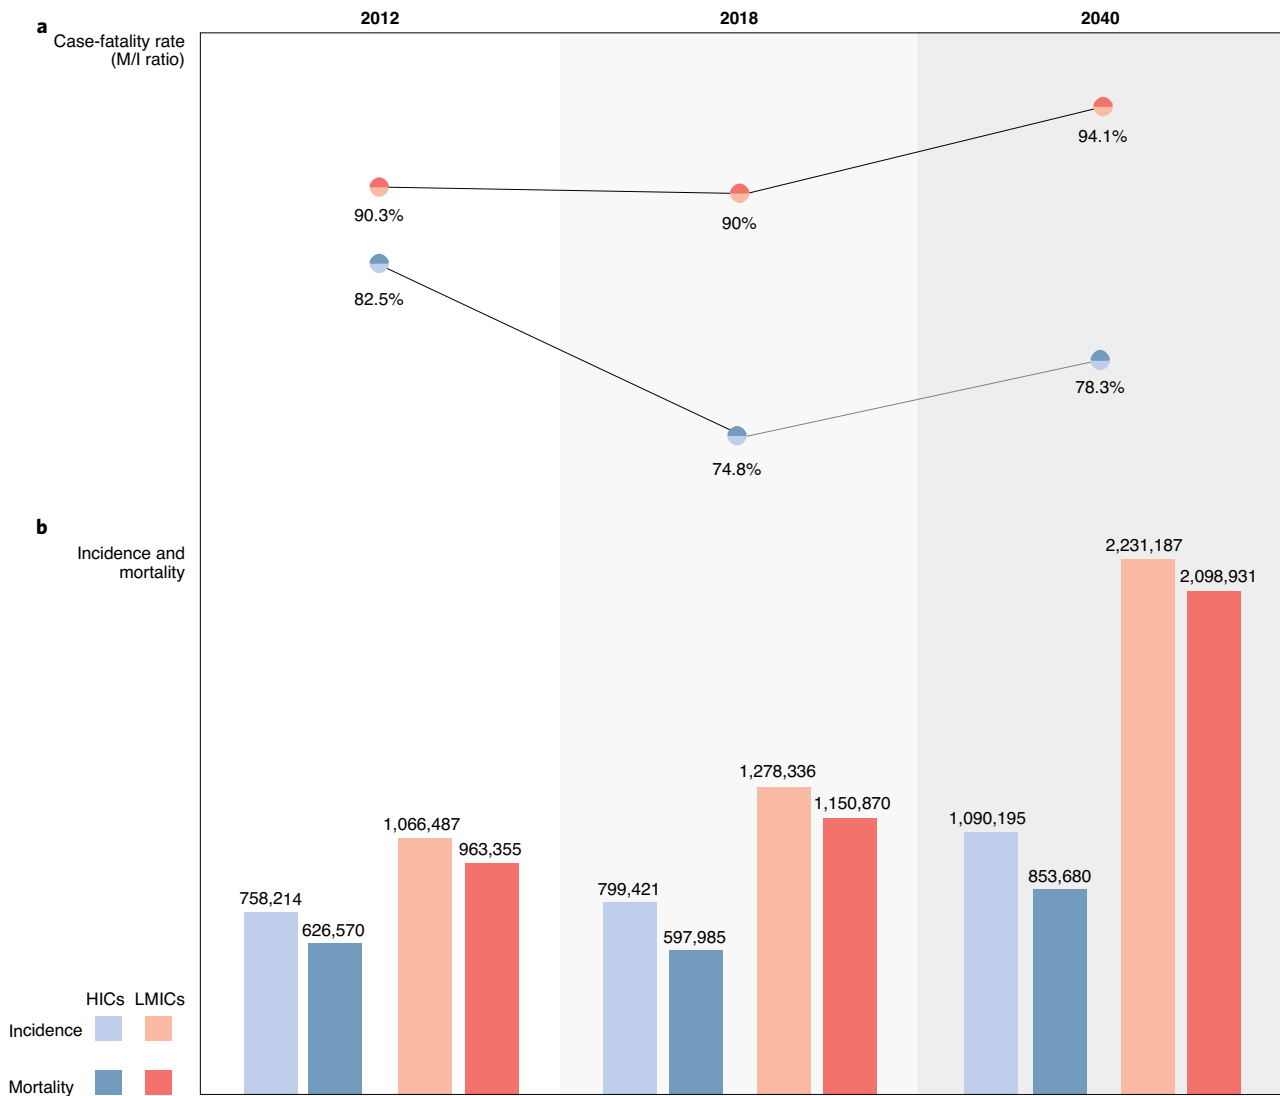 2012 2018 2040
a
Case-fatality rate
(M/I ratio)
94.1%
90.3%
90%
82.5%
78.3%
74.8%
b
Incidence and
mortality
2,231,187
2,098,931
1,278,336
1,150,870
1,090,195
1,066,487
963,355
853,680
799,421
758,214
597,985
626,570
HICs LMICs
Incidence
Mortality